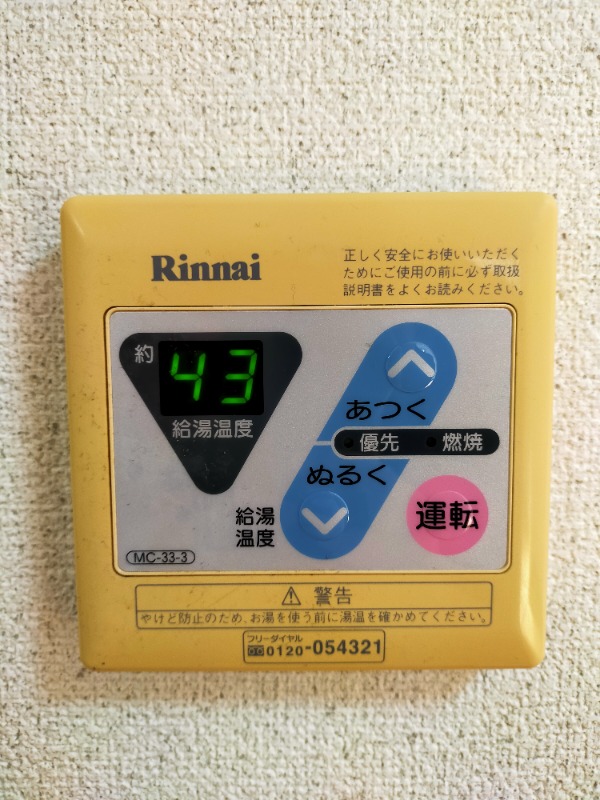 Rinnai
正しく安全にお使いいただく
ためにご使用の前に必ず取扱
説明書をよくお読みください。
約
43
給湯温度
あつく
優先
燃焼
ぬるく
給湯
温度
運転
MC-33-3
⚠ 警告
やけど防止のため、お湯を使う前に湯温を確かめてください。
フリーダイヤル
0120-054321